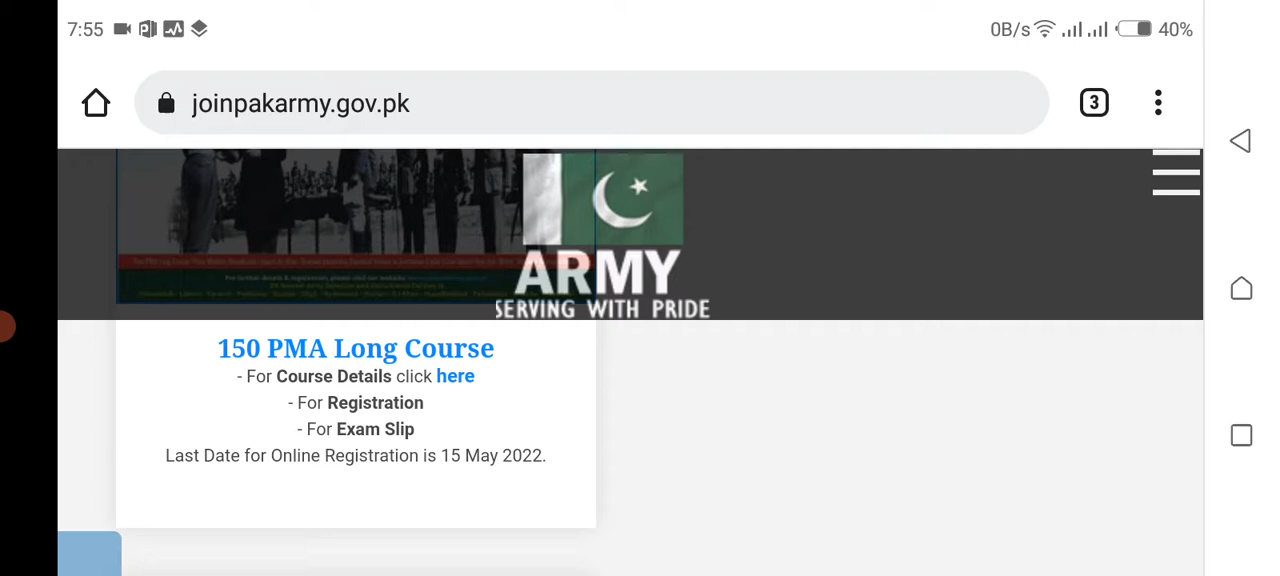 7:55
0B/s 40%
joinpakarmy.gov.pk
3
ARMY
SERVING WITH PRIDE
150 PMA Long Course
- For Course Details click here
- For Registration
- For Exam Slip
Last Date for Online Registration is 15 May 2022.